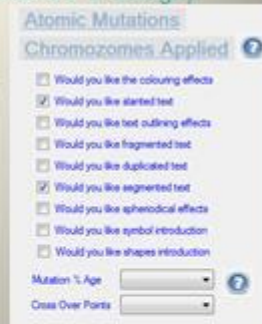 Atomic Mutations
Chromozomes Applied
Would you like the colouring effects
Would you like slanted text
Would you like text outlining effects
Would you like fragmented text
Would you like duplicated text
Would you like segmented text
Would you like spherodical effects
Would you like symbol introduction
Would you like shapes introduction
Mutation % Age
Cross Over Points